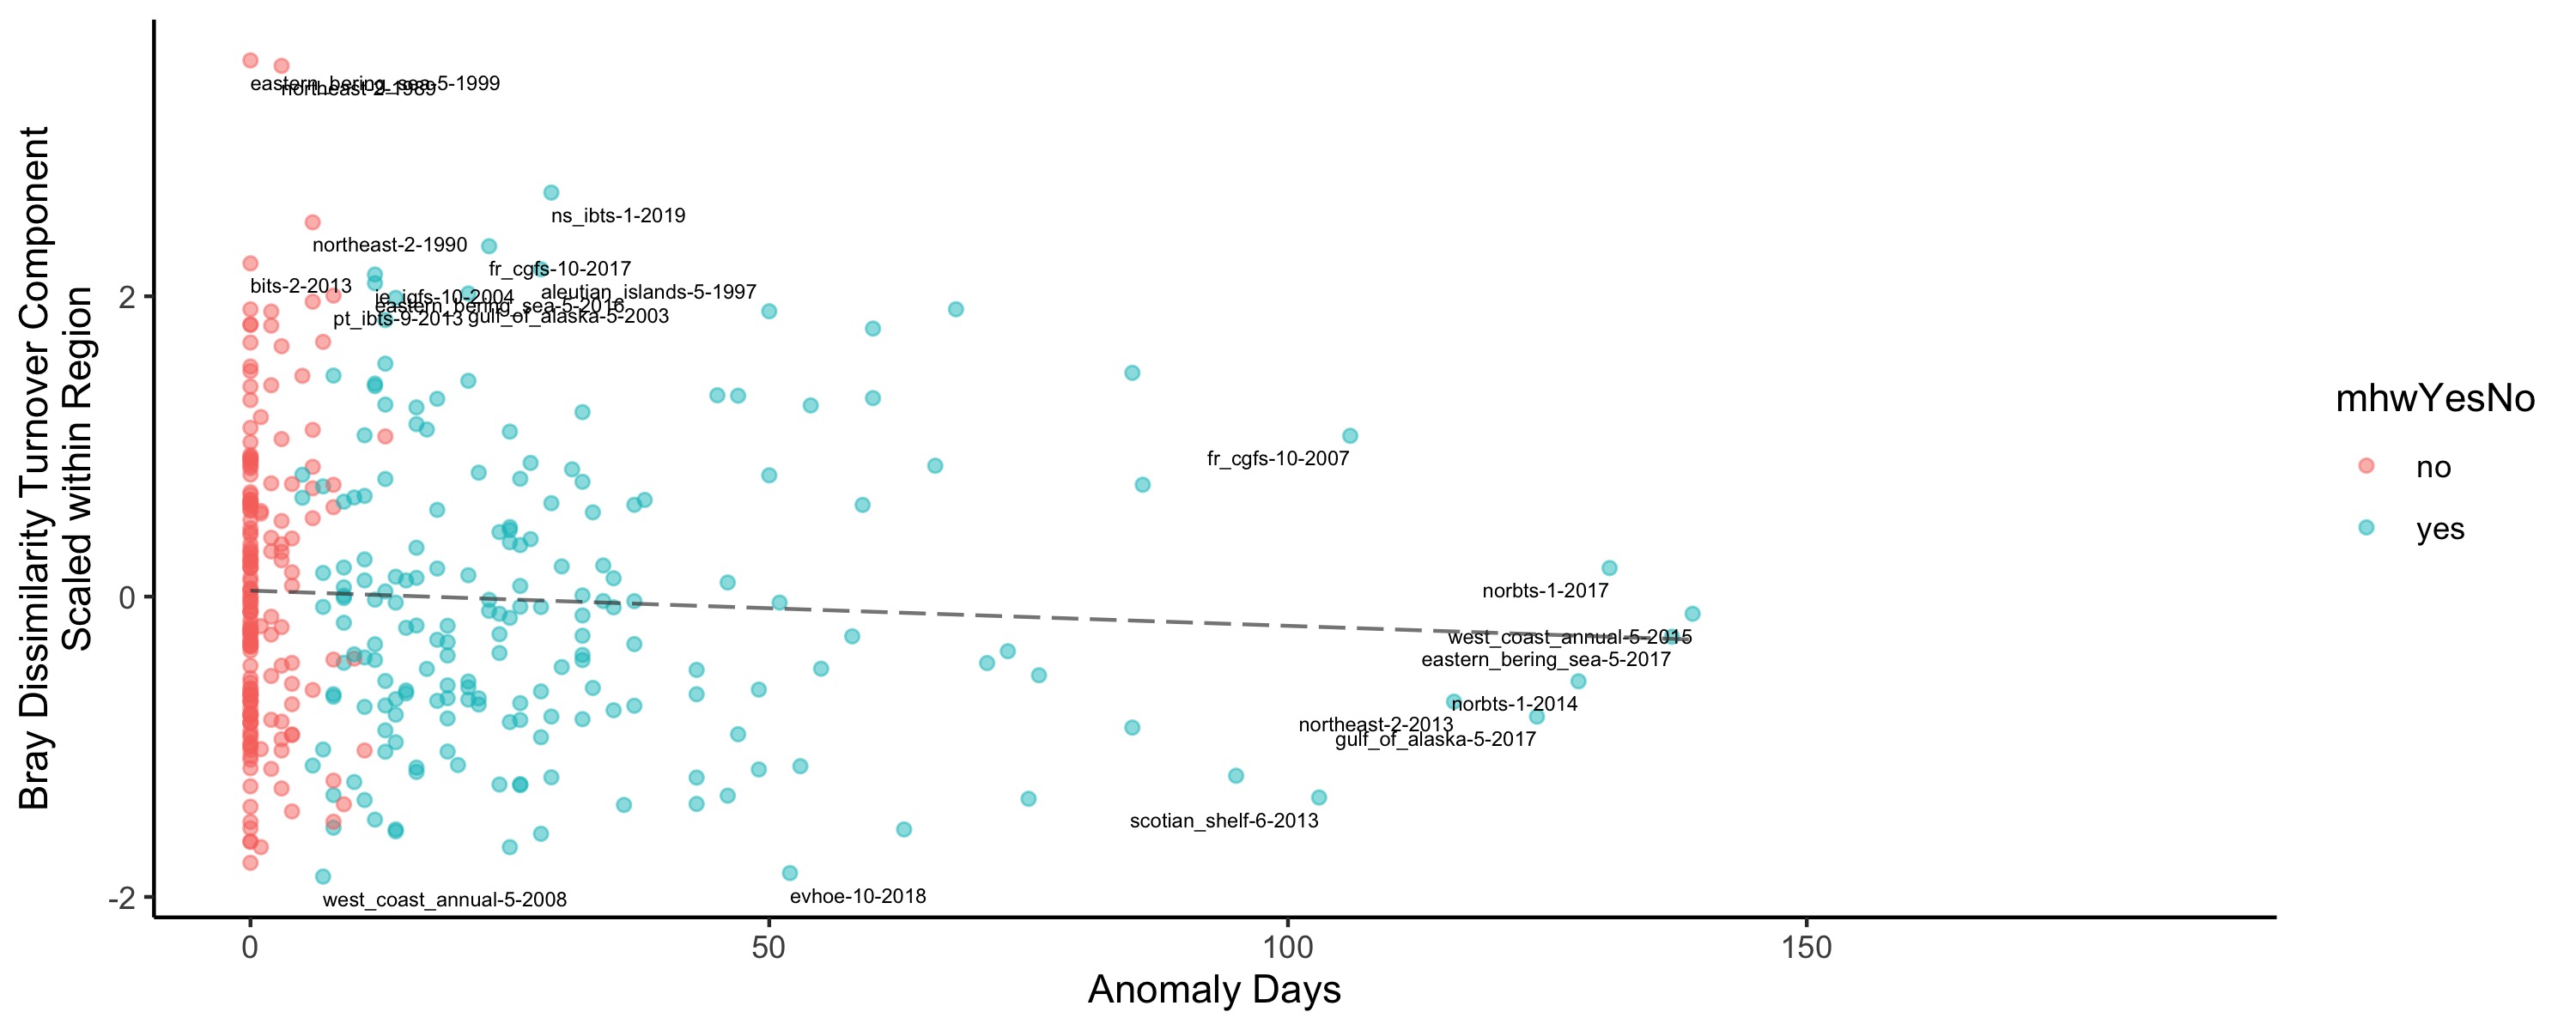 eastern_bering_sea-5-1999
northeast-2-1989
ns_ibts-1-2019
northeast-2-1990
fr_cgfs-10-2017
bits-2-2013
aleutian_islands-5-1997
ie_igfs-10-2004
eastern_bering_sea-5-2016
pt_ibts-9-2013
gulf_of_alaska-5-2003
fr_cgfs-10-2007
norbts-1-2017
west_coast_annual-5-2015
eastern_bering_sea-5-2017
norbts-1-2014
northeast-2-2013
gulf_of_alaska-5-2017
scotian_shelf-6-2013
west_coast_annual-5-2008
evhoe-10-2018
2
0
-2
0
50
100
150
Anomaly Days
Bray Dissimilarity Turnover Component
Scaled within Region
mhwYesNo
no
yes